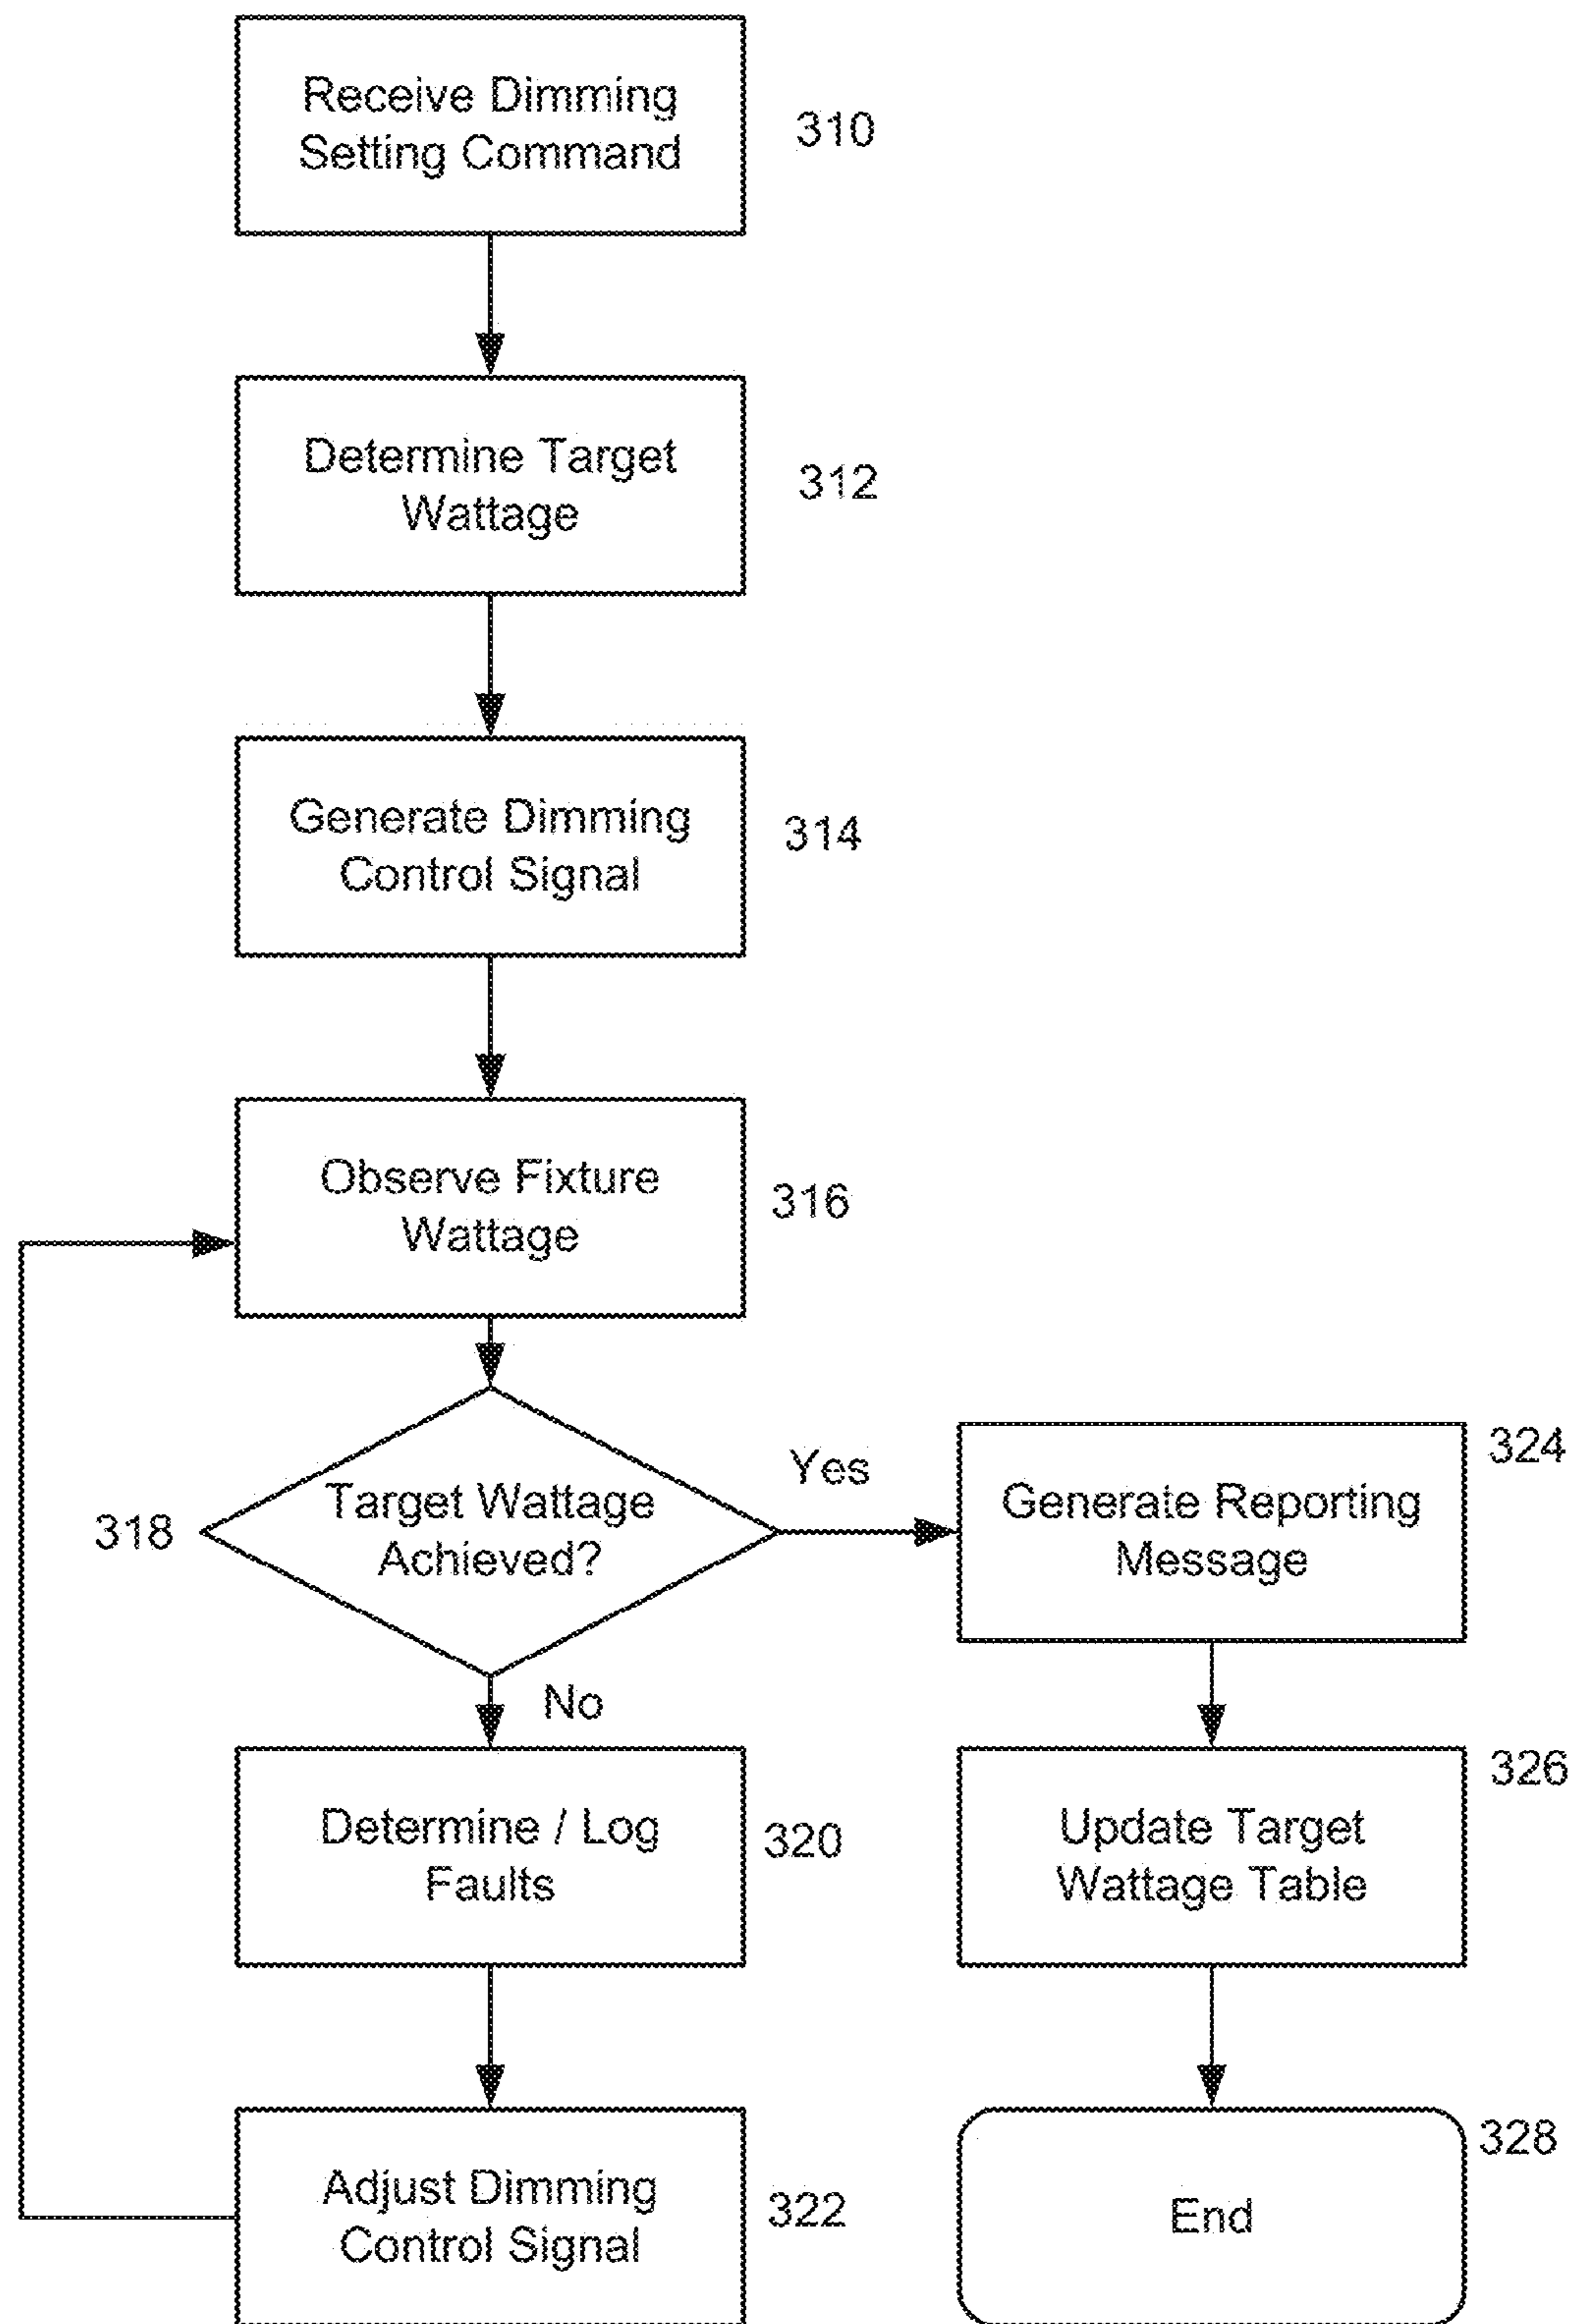 Receive Dimming
Setting Command
310
Determine Target
Wattage
312
Generate Dimming
Control Signal
314
Observe Fixture
Wattage
316
318
Target Wattage
Achieved?
Yes
No
Generate Reporting
Message
324
Determine / Log
Faults
320
Update Target
Wattage Table
326
Adjust Dimming
Control Signal
322
End
328